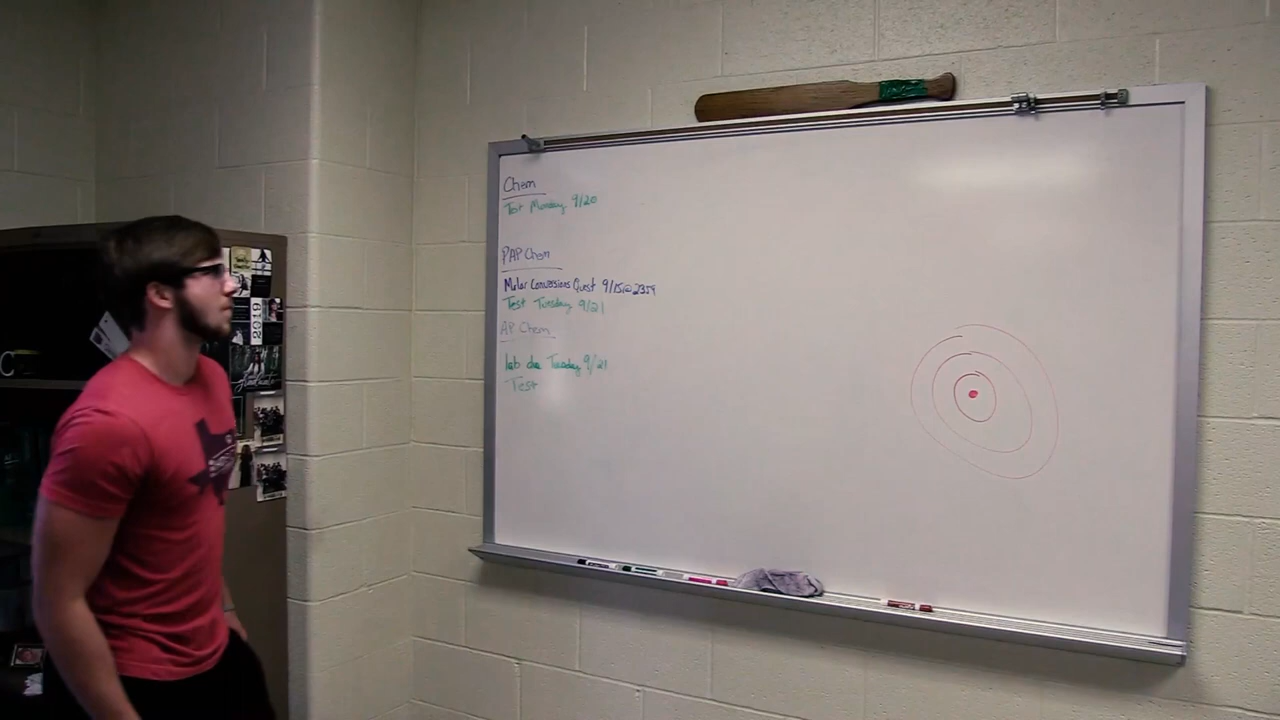 Chem
Test Monday 9/20
PAP Chem
Molar Conversions Quest 9/15@2359
Test Tuesday 9/21
AP Chem
lab due Tuesday 9/21
Test
2019